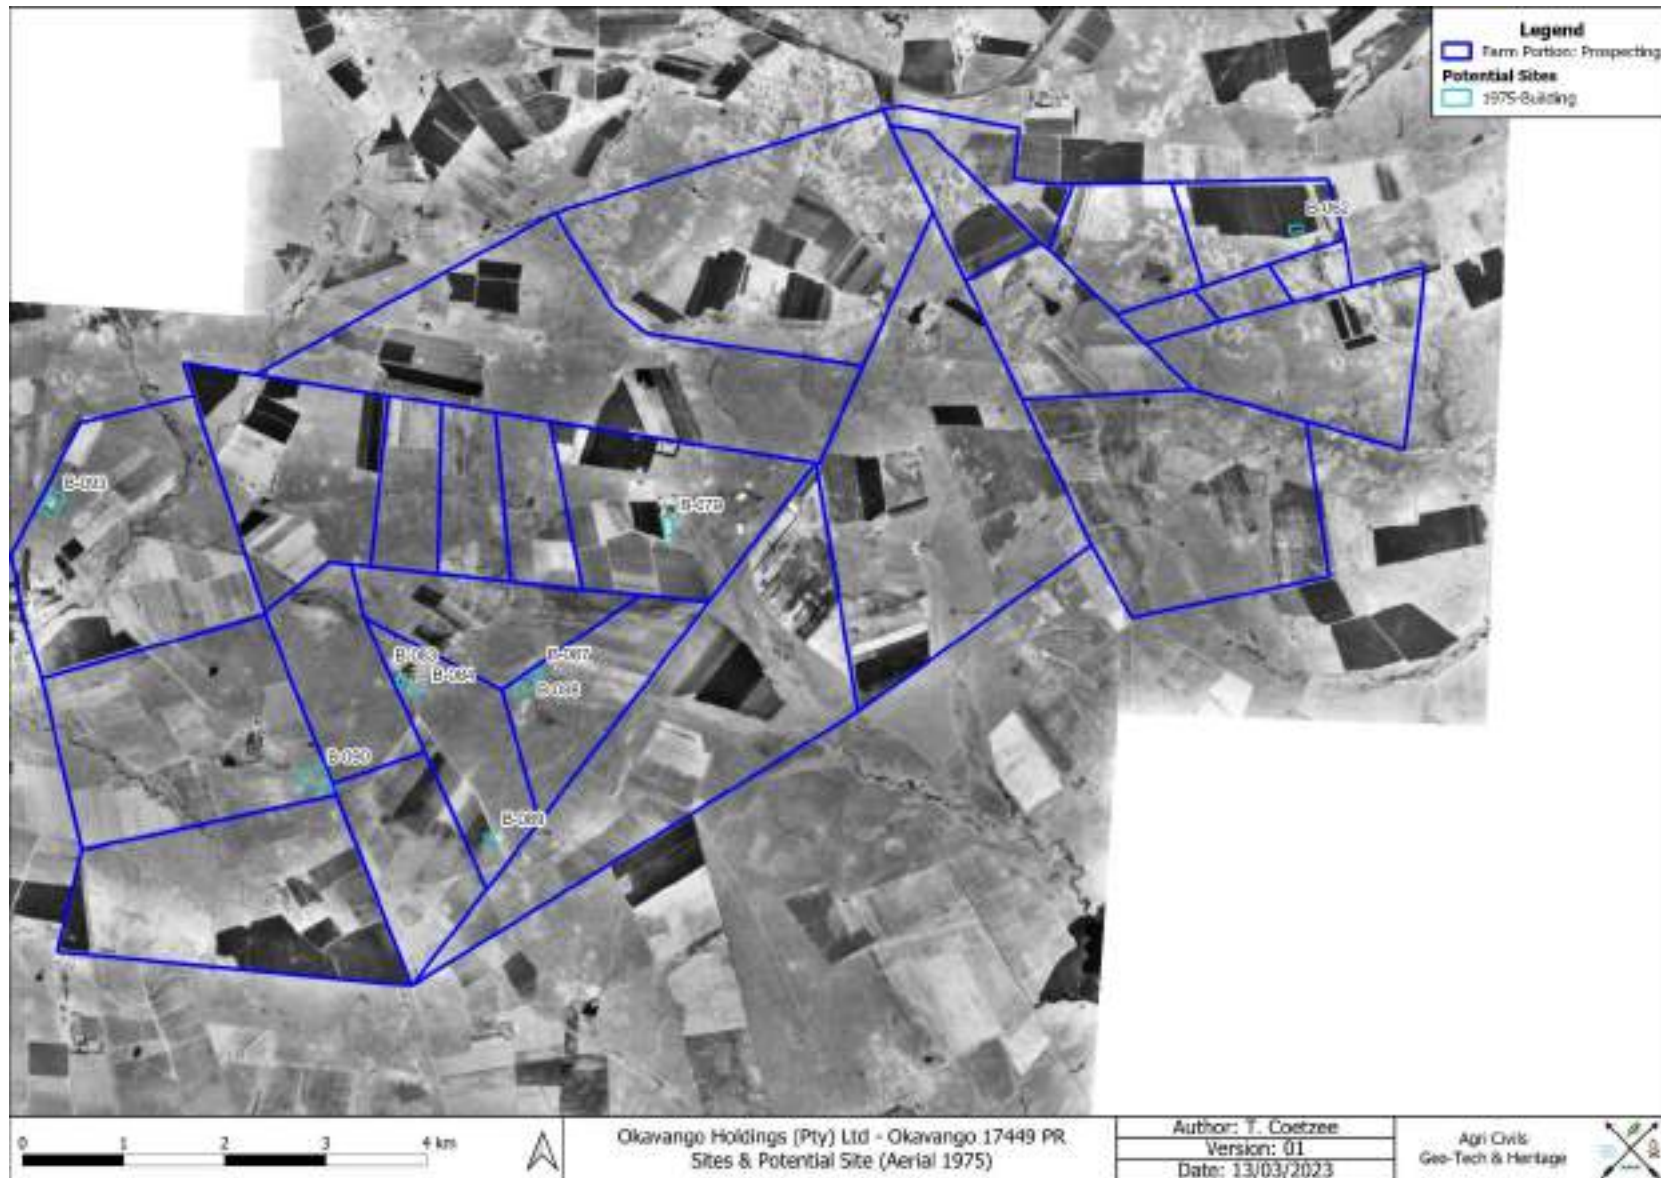 Legend
Farm Portion: Prospecting
Potential Sites
1975-Building
B-079
B-090
Okavango Holdings (Pty) Ltd - Okavango 17449 PR
Sites & Potential Site (Aerial 1975)
Author: T. Coetzee
Version: 01
Date: 13/03/2023
Agri Civils
Geo-Tech & Heritage
0 1 2 3 4 km